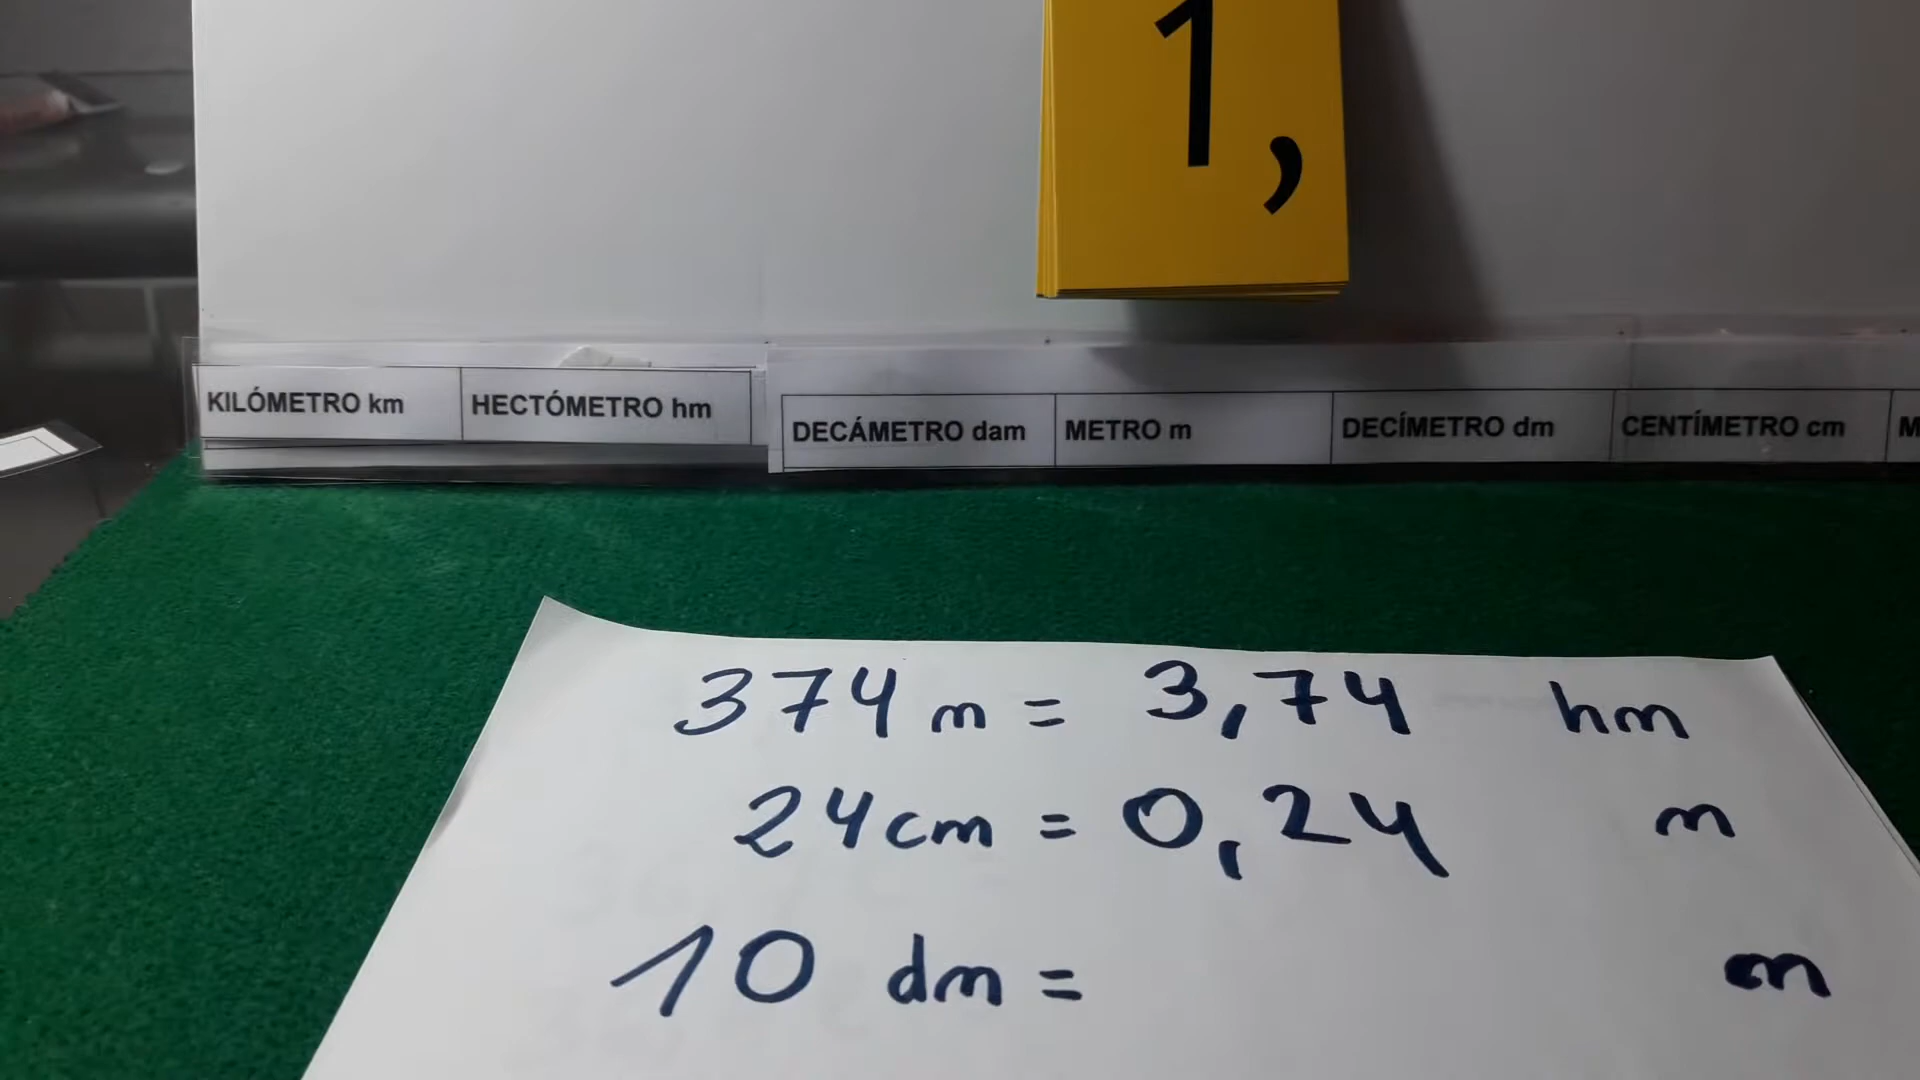 1,
KILÓMETRO km HECTÓMETRO hm DECÁMETRO dam METRO m DECÍMETRO dm CENTÍMETRO cm
374 m = 3,74 hm
24 cm = 0,24 m
10 dm = m